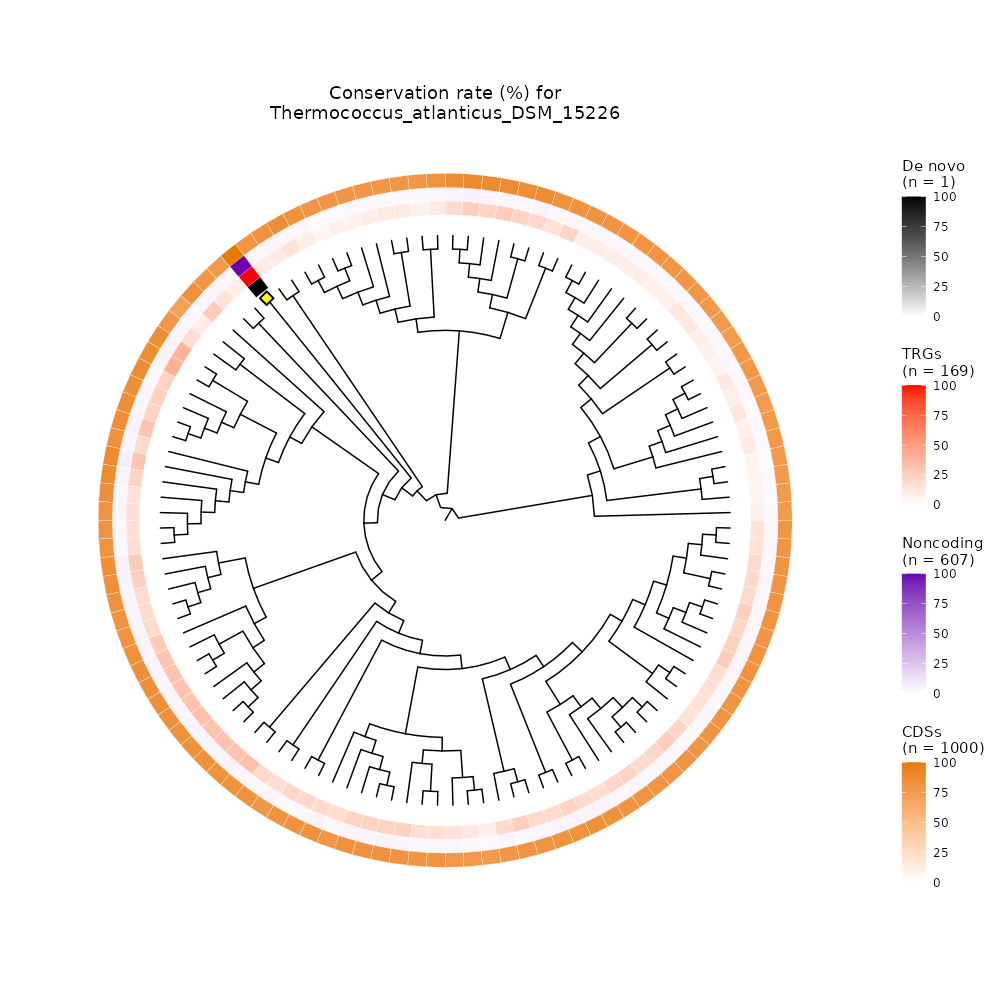 Conservation rate (%) for
Thermococcus_atlanticus_DSM_15226
De novo
(n = 1)
100
75
50
25
0
TRGs
(n = 169)
100
75
50
25
0
Noncoding
(n = 607)
100
75
50
25
0
CDSs
(n = 1000)
100
75
50
25
0